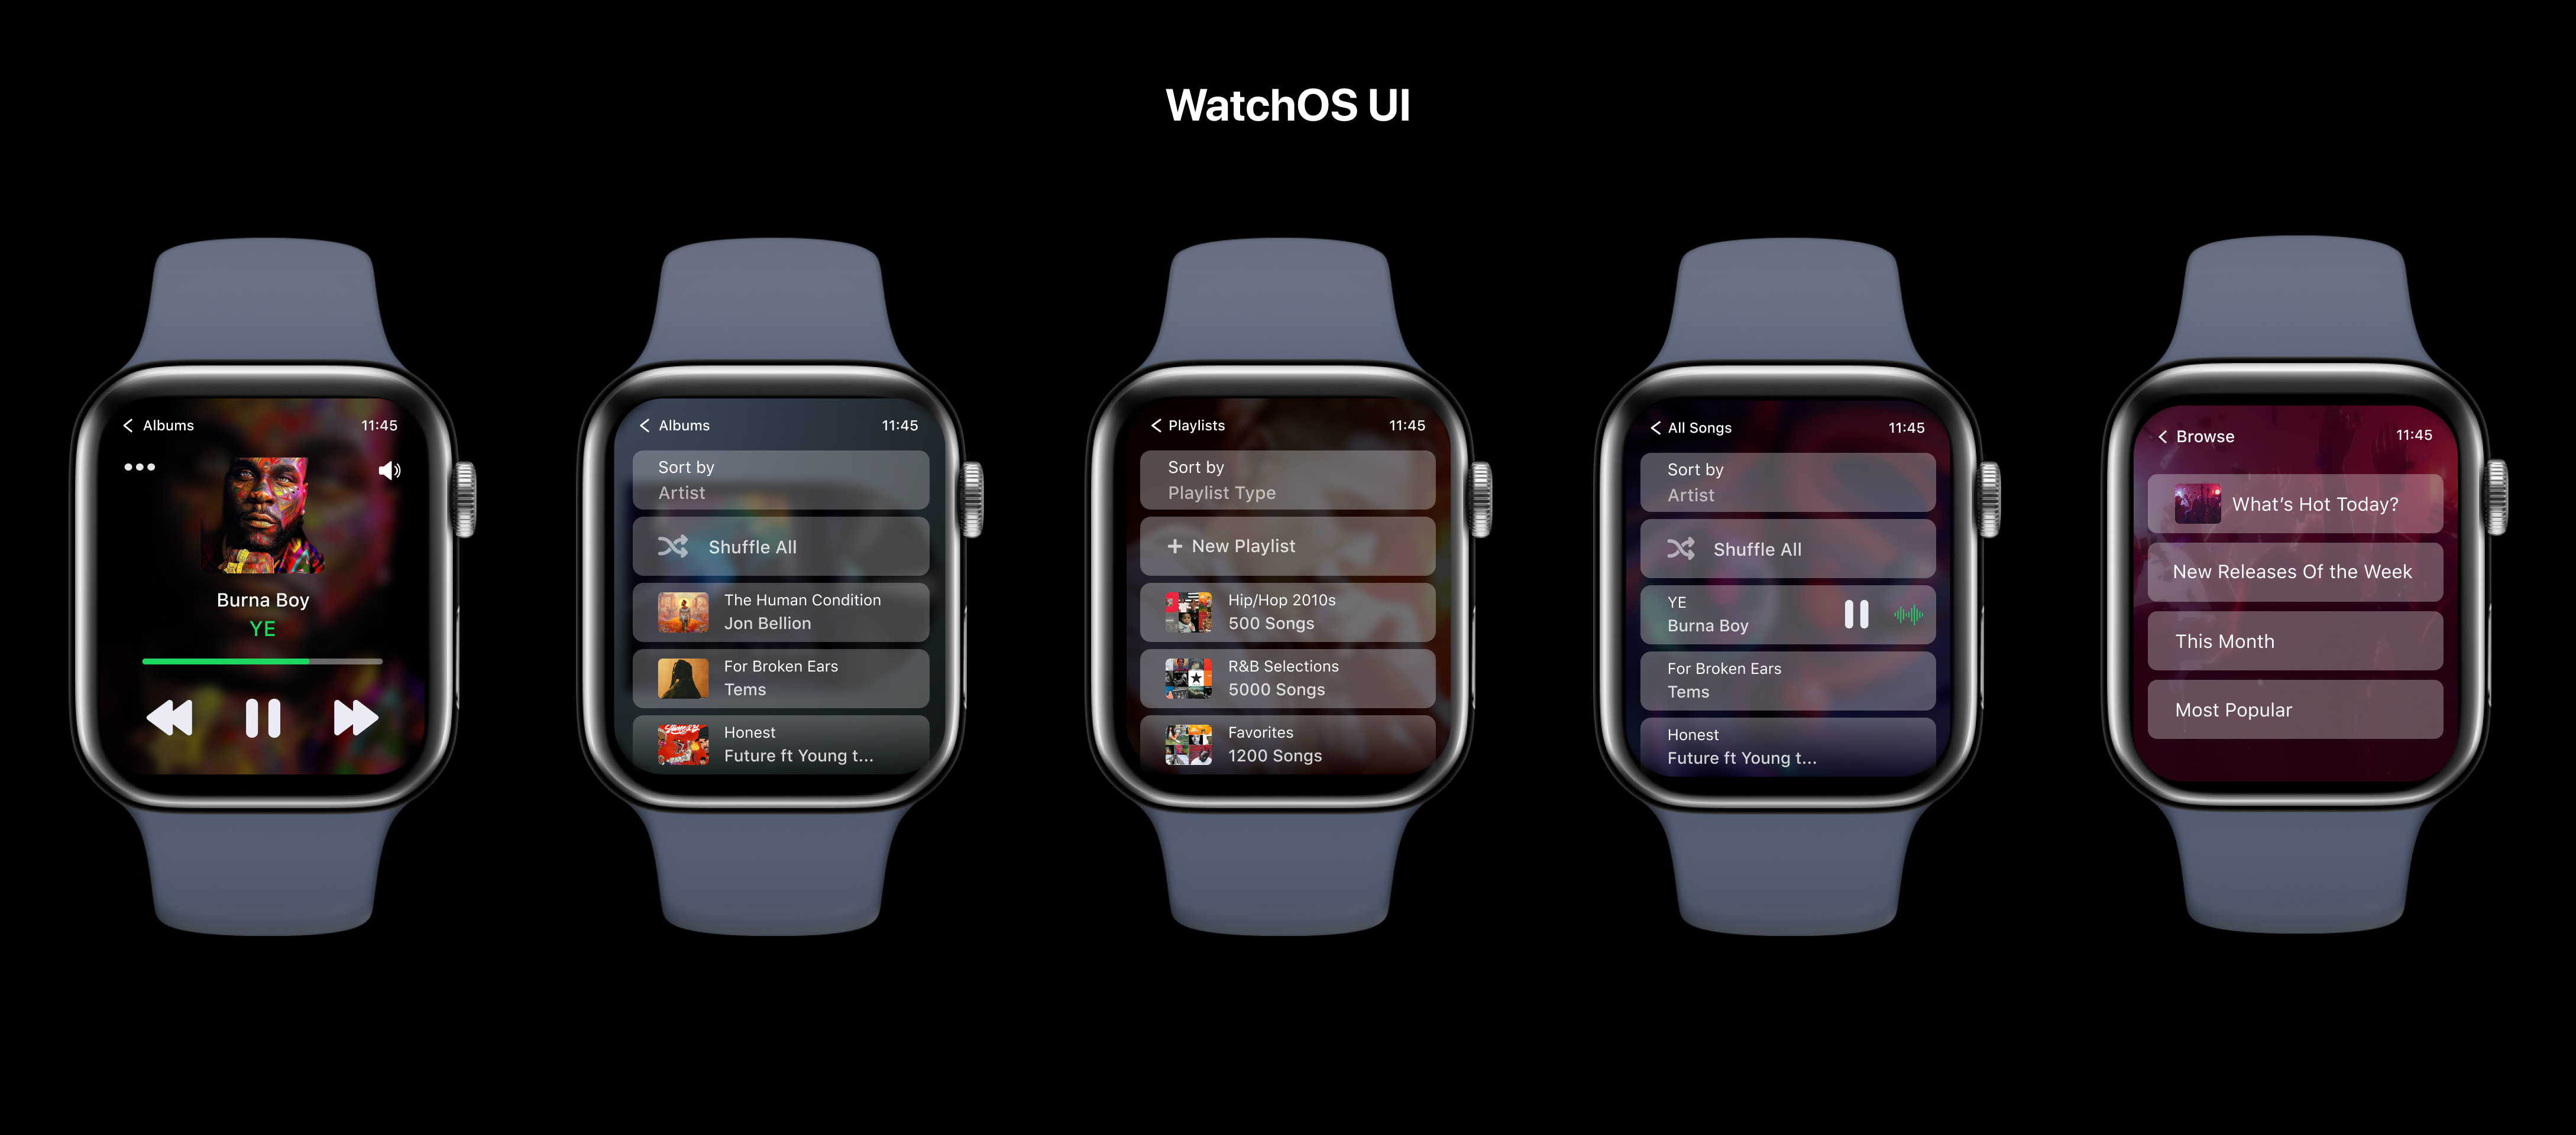 WatchOS UI
Albums 11:45
Burna Boy
YE
Albums 11:45
Sort by
Artist
Shuffle All
The Human Condition
Jon Bellion
For Broken Ears
Tems
Honest
Future ft Young t...
Playlists 11:45
Sort by
Playlist Type
New Playlist
Hip/Hop 2010s
500 Songs
R&B Selections
5000 Songs
Favorites
1200 Songs
All Songs 11:45
Sort by
Artist
Shuffle All
YE
Burna Boy
For Broken Ears
Tems
Honest
Future ft Young t...
Browse 11:45
What's Hot Today?
New Releases Of the Week
This Month
Most Popular